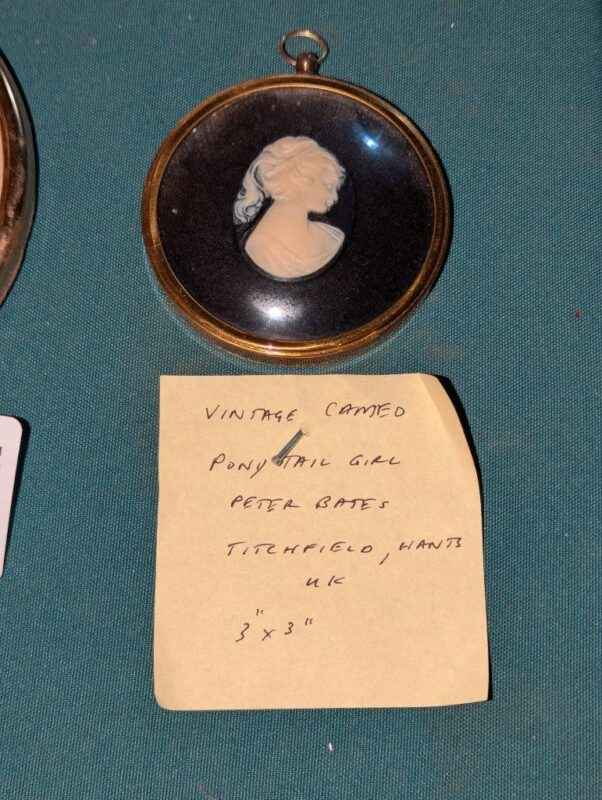 VINTAGE CAMEO
PONY TAIL GIRL
PETER BATES
TITCHFIELD, HANTS
UK
3" x 3"